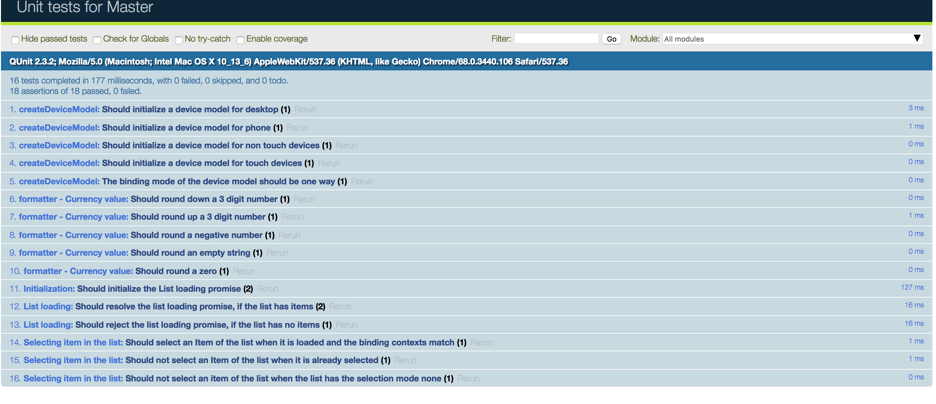 Unit tests for Master
Hide passed tests Check for Globals No try-catch Enable coverage Filter: Go Module: All modules
QUnit 2.3.2; Mozilla/5.0 (Macintosh; Intel Mac OS X 10_13_6) AppleWebKit/537.36 (KHTML, like Gecko) Chrome/68.0.3440.106 Safari/537.36
16 tests completed in 177 milliseconds, with 0 failed, 0 skipped, and 0 todo.
18 assertions of 18 passed, 0 failed.
1. createDeviceModel: Should initialize a device model for desktop (1) Rerun 3 ms
2. createDeviceModel: Should initialize a device model for phone (1) Rerun 1 ms
3. createDeviceModel: Should initialize a device model for non touch devices (1) Rerun 0 ms
4. createDeviceModel: Should initialize a device model for touch devices (1) Rerun 0 ms
5. createDeviceModel: The binding mode of the device model should be one way (1) Rerun 0 ms
6. formatter - Currency value: Should round down a 3 digit number (1) Rerun 0 ms
7. formatter - Currency value: Should round up a 3 digit number (1) Rerun 1 ms
8. formatter - Currency value: Should round a negative number (1) Rerun 0 ms
9. formatter - Currency value: Should round an empty string (1) Rerun 0 ms
10. formatter - Currency value: Should round a zero (1) Rerun 0 ms
11. Initialization: Should initialize the List loading promise (2) Rerun 127 ms
12. List loading: Should resolve the list loading promise, if the list has items (2) Rerun 16 ms
13. List loading: Should reject the list loading promise, if the list has no items (1) Rerun 16 ms
14. Selecting item in the list: Should select an Item of the list when it is loaded and the binding contexts match (1) Rerun 1 ms
15. Selecting item in the list: Should not select an Item of the list when it is already selected (1) Rerun 1 ms
16. Selecting item in the list: Should not select an item of the list when the list has the selection mode none (1) Rerun 0 ms